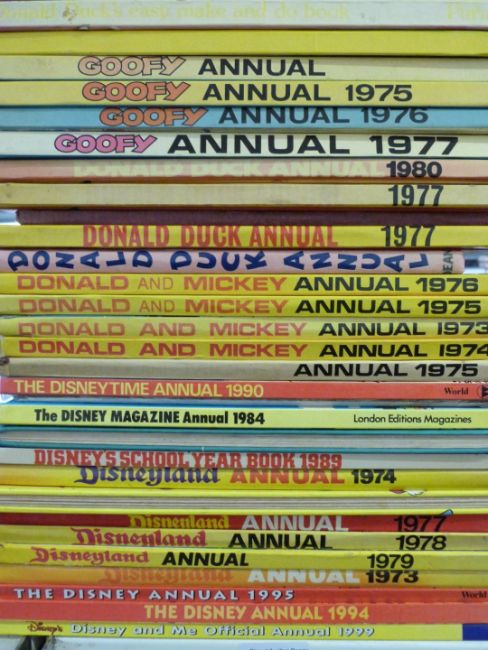 Donald Duck's easy make and do book
GOOFY ANNUAL
GOOFY ANNUAL 1975
GOOFY ANNUAL 1976
GOOFY ANNUAL 1977
DONALD DUCK ANNUAL 1980
1977
DONALD DUCK ANNUAL 1977
DONALD DUCK ANNUAL DEAN
DONALD AND MICKEY ANNUAL 1976
DONALD AND MICKEY ANNUAL 1975
DONALD AND MICKEY ANNUAL 1973
DONALD AND MICKEY ANNUAL 1974
ANNUAL 1975
THE DISNEYTIME ANNUAL 1990 World
The DISNEY MAGAZINE Annual 1984 London Editions Magazines
DISNEY'S SCHOOL YEAR BOOK 1989
Disneyland ANNUAL 1974
Disneyland ANNUAL 1977
Disneyland ANNUAL 1978
Disneyland ANNUAL 1979
Disneyland ANNUAL 1973
THE DISNEY ANNUAL 1995 World
THE DISNEY ANNUAL 1994
Disney's Disney and Me Official Annual 1999